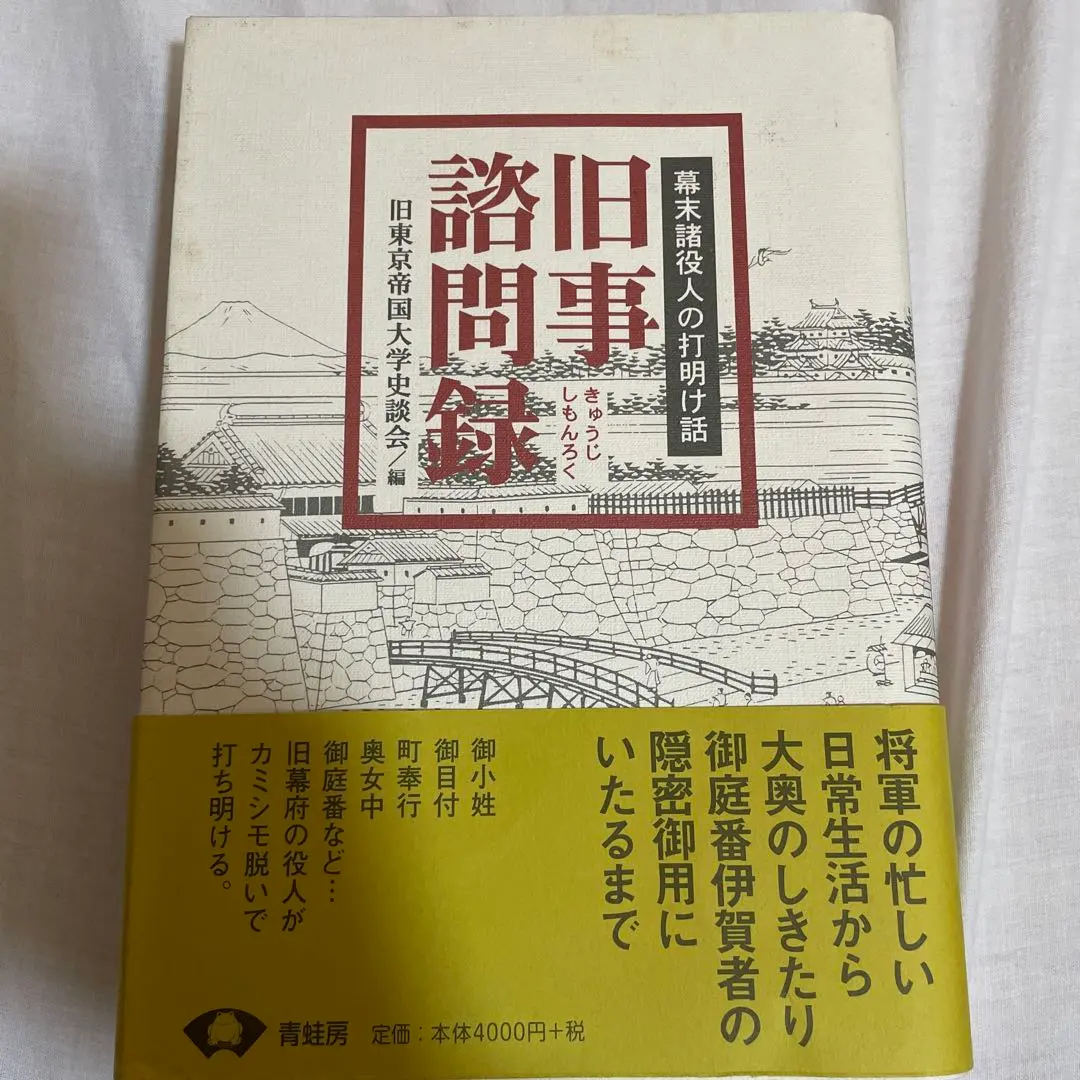 幕末諸役人の打明け話
旧事
諮問録
きゅうじ
しもんろく
旧東京帝国大学史談会/編
将軍の忙しい
日常生活から
大奥のしきたり
御庭番伊賀者の
隠密御用に
いたるまで
御小姓
御目付
町奉行
奥女中
御庭番など…
旧幕府の役人が
カミシモ脱いで
打ち明ける。
青蛙房 定価:本体4000円+税